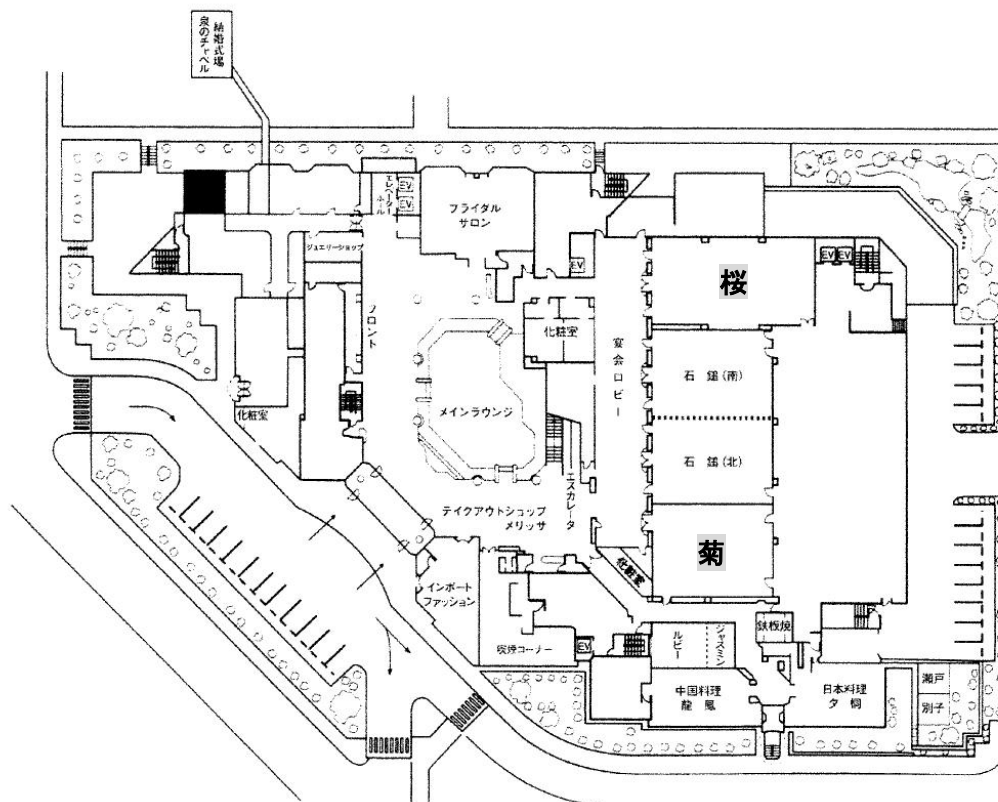 結婚式場
泉のチャペル
エレベーター
ホール
EV
EV
ブライダル
サロン
ジュエリーショップ
フロント
EV
化粧室
宴会ロビー
桜
EV
EV
石鎚(南)
石鎚(北)
メインラウンジ
化粧室
エスカレータ
テイクアウトショップ
メリッサ
菊
化粧室
インポート
ファッション
喫煙コーナー
EV
ルビー
ジャスミン
鉄板焼
中国料理
龍鳳
日本料理
夕桐
瀬戸
別子